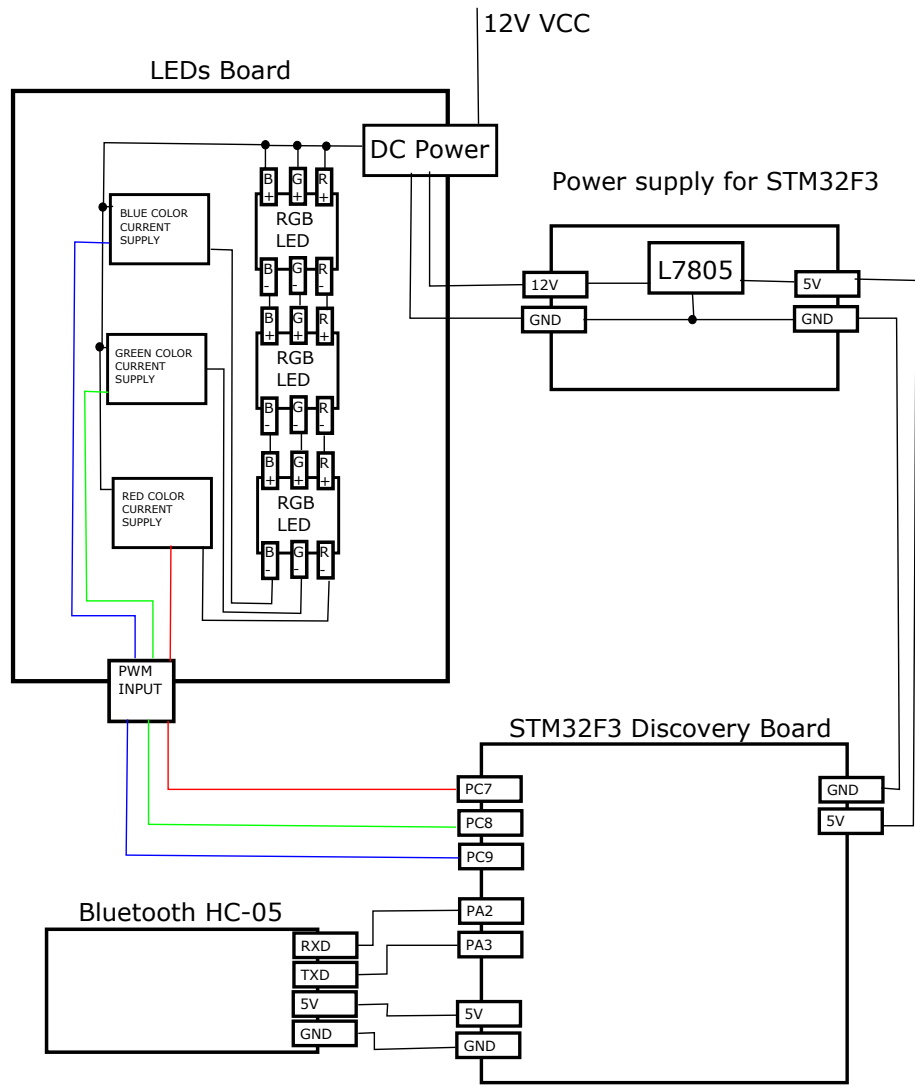 12V VCC
LEDs Board
DC Power
B
+
G
+
R
+
RGB
LED
B
-
G
-
R
-
BLUE COLOR
CURRENT
SUPPLY
B
+
G
+
R
+
RGB
LED
B
-
G
-
R
-
GREEN COLOR
CURRENT
SUPPLY
B
+
G
+
R
+
RGB
LED
B
-
G
-
R
-
RED COLOR
CURRENT
SUPPLY
PWM
INPUT
Power supply for STM32F3
L7805
12V
GND
5V
GND
STM32F3 Discovery Board
PC7
PC8
PC9
PA2
PA3
5V
GND
GND
5V
Bluetooth HC-05
RXD
TXD
5V
GND